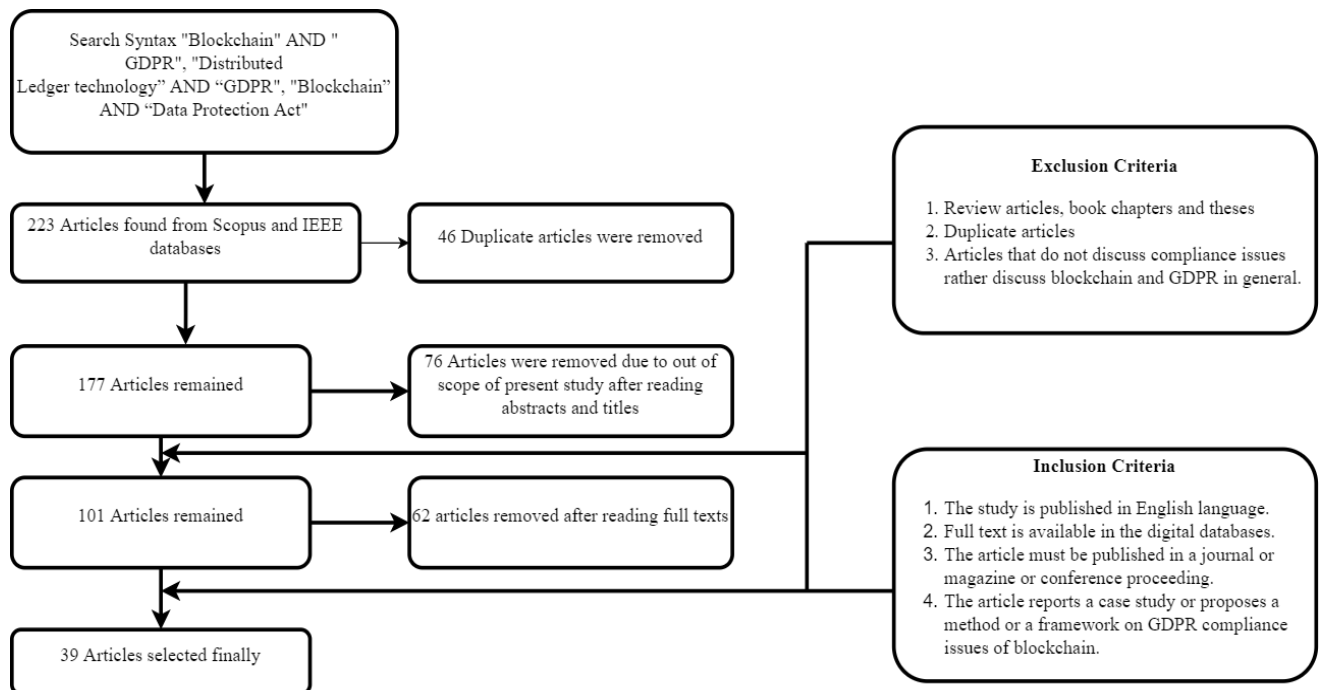 Search Syntax "Blockchain" AND "
GDPR", "Distributed
Ledger technology” AND “GDPR", "Blockchain”
AND “Data Protection Act"
223 Articles found from Scopus and IEEE
databases
46 Duplicate articles were removed
177 Articles remained
76 Articles were removed due to out of
scope of present study after reading
abstracts and titles
101 Articles remained
62 articles removed after reading full texts
39 Articles selected finally
Exclusion Criteria
1. Review articles, book chapters and theses
2. Duplicate articles
3. Articles that do not discuss compliance issues
rather discuss blockchain and GDPR in general.
Inclusion Criteria
1. The study is published in English language.
2. Full text is available in the digital databases.
3. The article must be published in a journal or
magazine or conference proceeding.
4. The article reports a case study or proposes a
method or a framework on GDPR compliance
issues of blockchain.